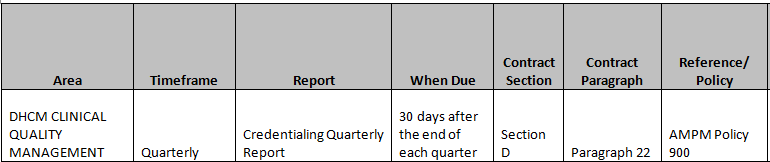 Area Timeframe Report When Due Contract Section Contract Paragraph Reference/ Policy
DHCM CLINICAL QUALITY MANAGEMENT Quarterly Credentialing Quarterly Report 30 days after the end of each quarter Section D Paragraph 22 AMPM Policy 900